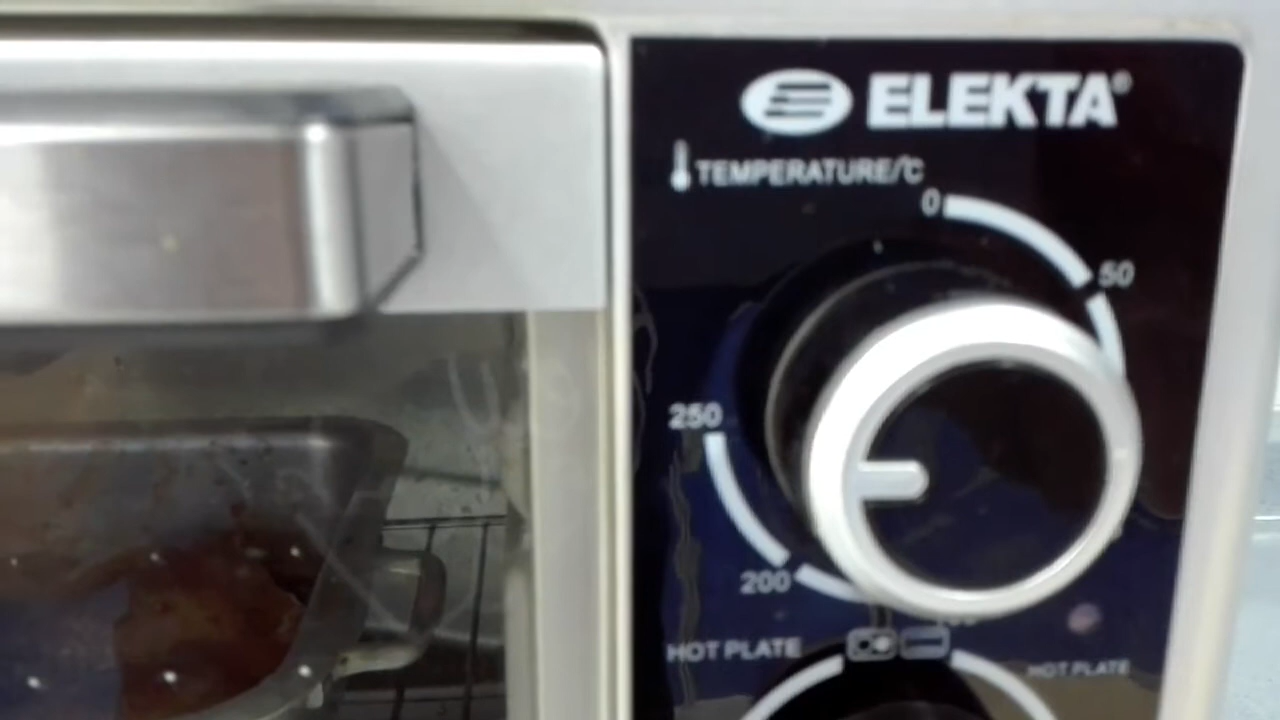 ELEKTA®
TEMPERATURE/°C
0
50
250
200
HOT PLATE
HOT PLATE